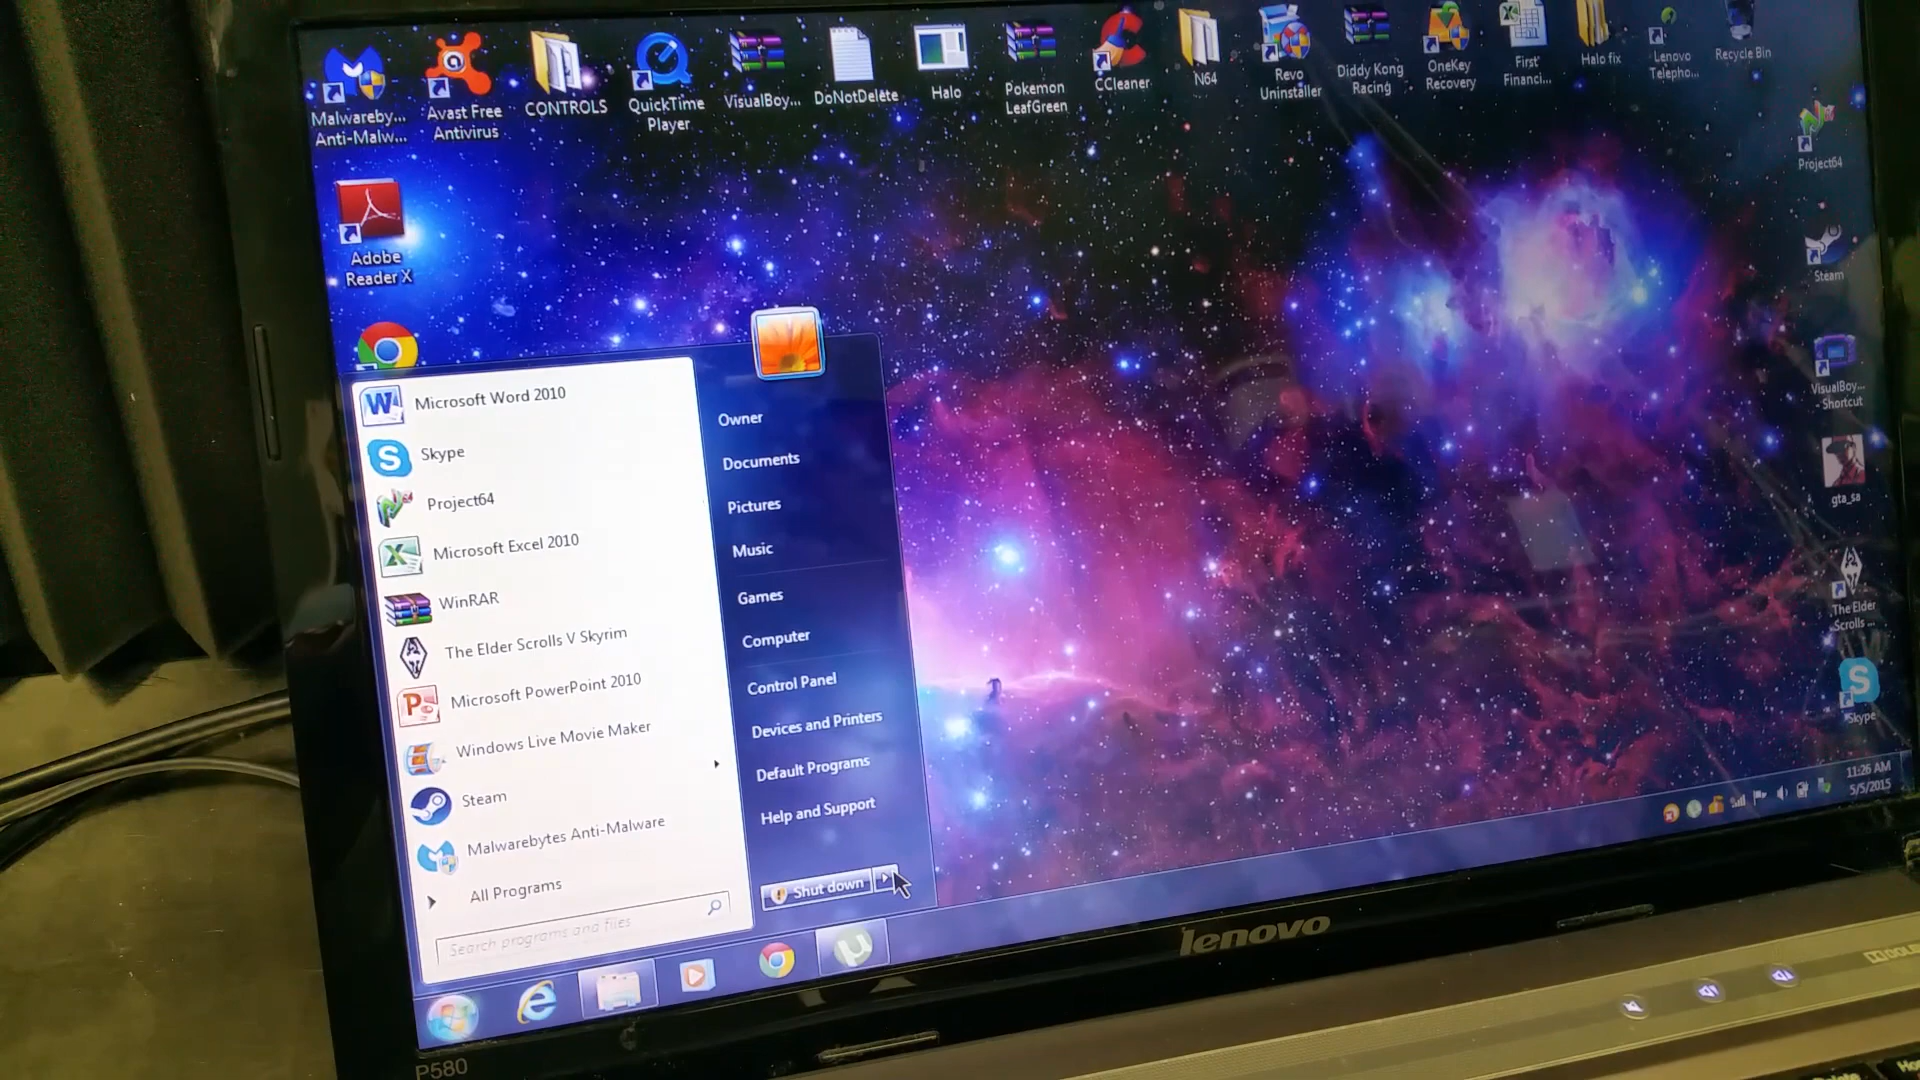 Malwareby...
Anti-Malw...
Avast Free
Antivirus
CONTROLS
QuickTime
Player
VisualBoy...
DoNotDelete
Halo
Pokemon
LeafGreen
CCleaner
N64
Revo
Uninstaller
Diddy Kong
Racing
OneKey
Recovery
First
Financi...
Halo fix
Lenovo
Telepho...
Recycle Bin
Project64
Steam
VisualBoy...
- Shortcut
gta_sa
The Elder
Scrolls ...
Skype
Adobe
Reader X
Microsoft Word 2010
Skype
Project64
Microsoft Excel 2010
WinRAR
The Elder Scrolls V Skyrim
Microsoft PowerPoint 2010
Windows Live Movie Maker
Steam
Malwarebytes Anti-Malware
All Programs
Search programs and files
Owner
Documents
Pictures
Music
Games
Computer
Control Panel
Devices and Printers
Default Programs
Help and Support
Shut down
11:26 AM
5/5/2015
lenovo
P580